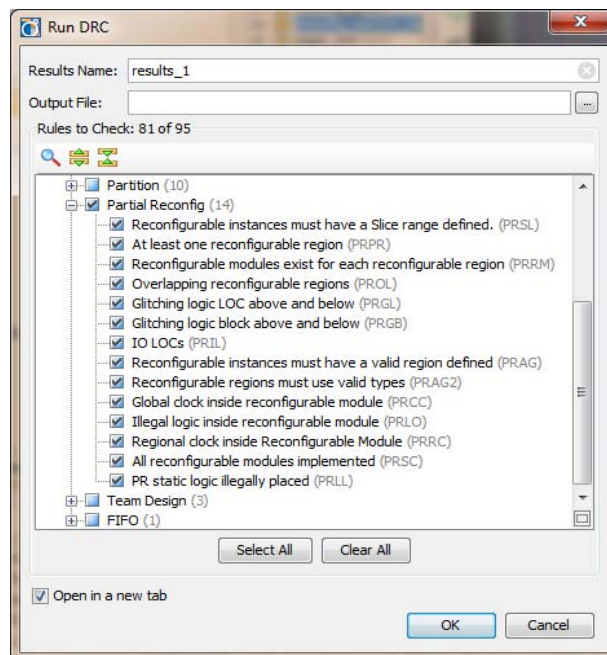 Run DRC
Results Name: results_1
Output File:
...
Rules to Check: 81 of 95
Partition (10)
Partial Reconfig (14)
Reconfigurable instances must have a Slice range defined. (PRSL)
At least one reconfigurable region (PRPR)
Reconfigurable modules exist for each reconfigurable region (PRRM)
Overlapping reconfigurable regions (PROL)
Glitching logic LOC above and below (PRGL)
Glitching logic block above and below (PRGB)
IO LOCs (PRIL)
Reconfigurable instances must have a valid region defined (PRAG)
Reconfigurable regions must use valid types (PRAG2)
Global clock inside reconfigurable module (PRCC)
Illegal logic inside reconfigurable module (PRLO)
Regional clock inside Reconfigurable Module (PRRC)
All reconfigurable modules implemented (PRSC)
PR static logic illegally placed (PRLL)
Team Design (3)
FIFO (1)
Select All Clear All
Open in a new tab
OK Cancel